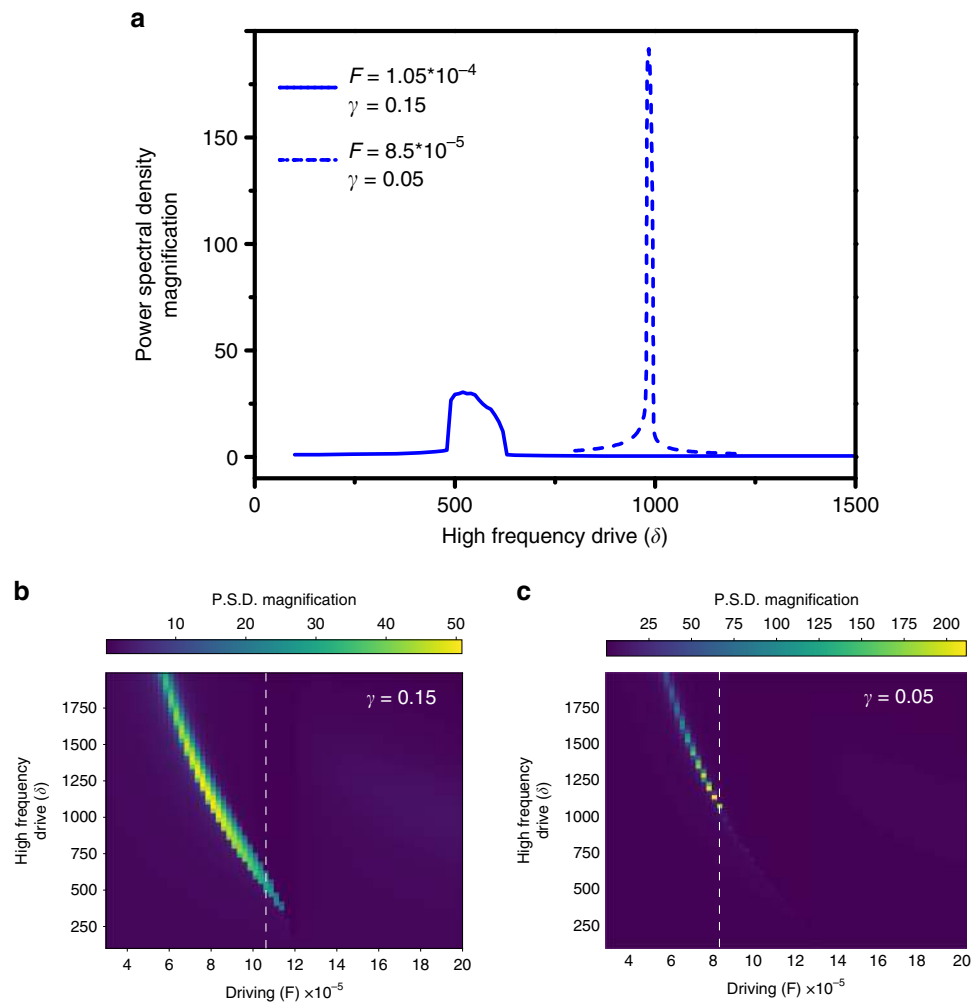 a
F = 1.05*10⁻⁴
γ = 0.15
F = 8.5*10⁻⁵
γ = 0.05
Power spectral density
magnification
150
100
50
0
0 500 1000 1500
High frequency drive (δ)
b
P.S.D. magnification
10 20 30 40 50
γ = 0.15
High frequency
drive (δ)
1750
1500
1250
1000
750
500
250
4 6 8 10 12 14 16 18 20
Driving (F) ×10⁻⁵
c
P.S.D. magnification
25 50 75 100 125 150 175 200
γ = 0.05
High frequency
drive (δ)
1750
1500
1250
1000
750
500
250
4 6 8 10 12 14 16 18 20
Driving (F) ×10⁻⁵